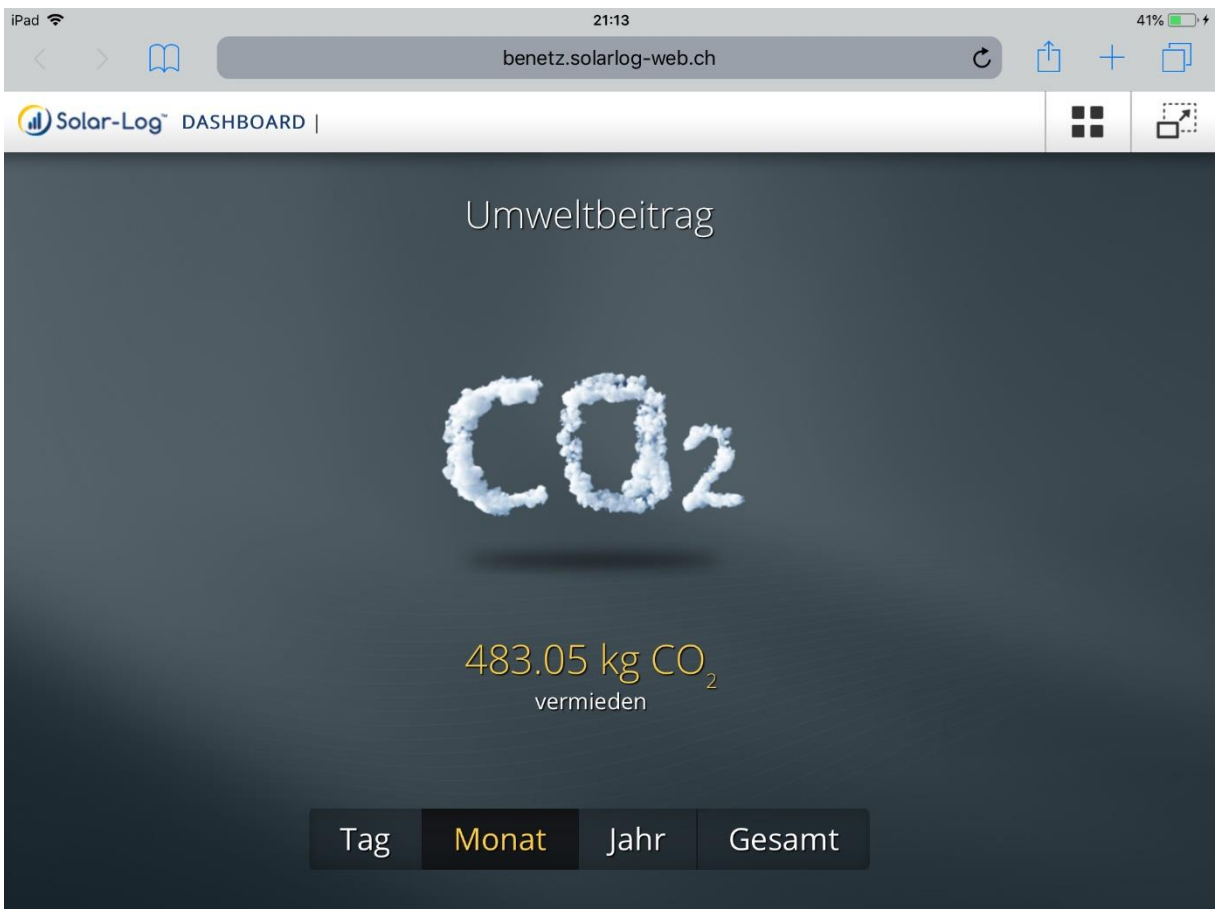 iPad 21:13 41%
benetz.solarlog-web.ch
Solar-Log™ DASHBOARD |
Umweltbeitrag
CO2
483.05 kg CO₂
vermieden
Tag Monat Jahr Gesamt